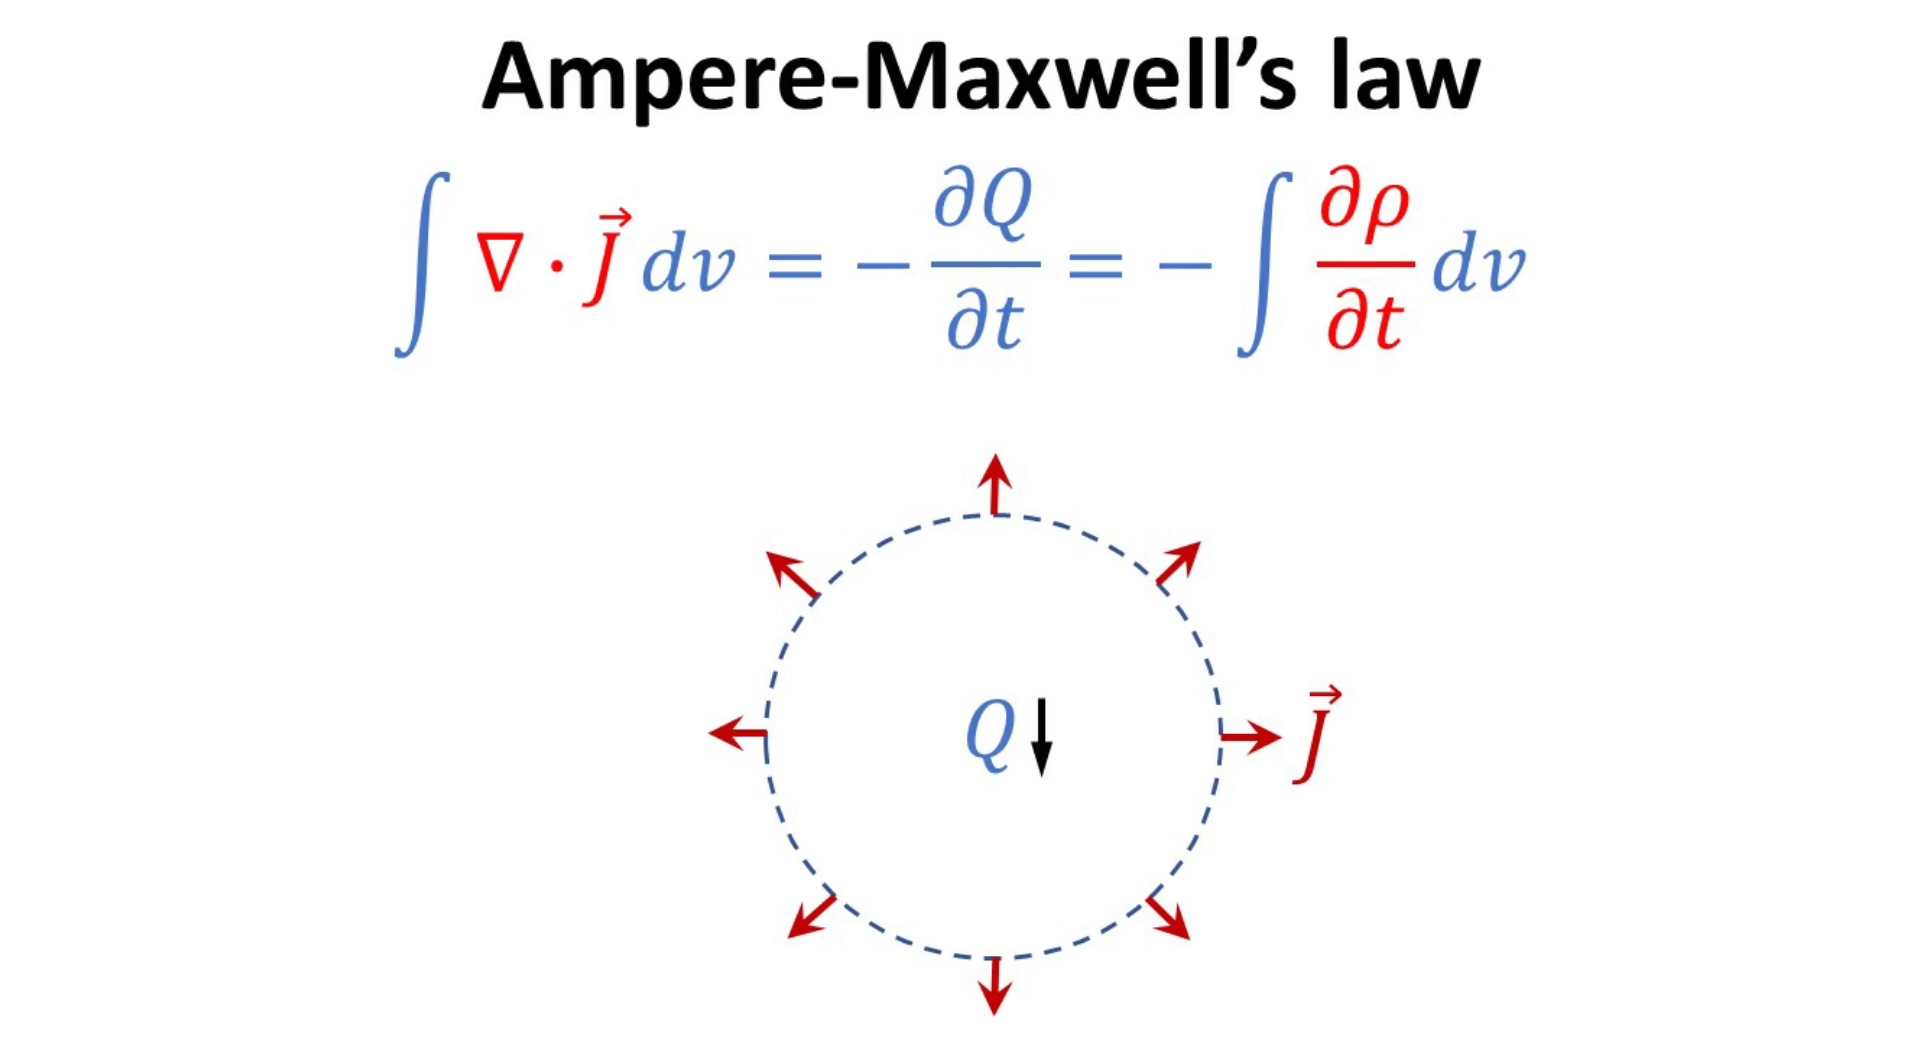 Ampere-Maxwell’s law
∫ ∇ · J⃗ dv = − ∂Q/∂t = − ∫ ∂ρ/∂t dv
Q
J⃗